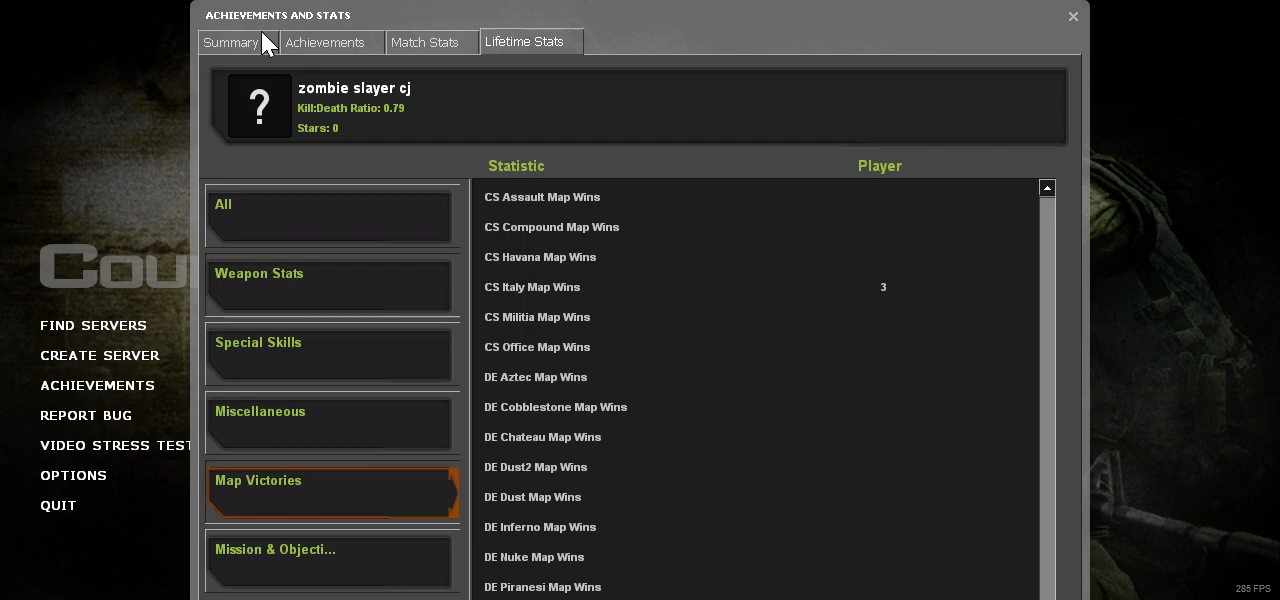 ACHIEVEMENTS AND STATS
Summary
Achievements
Match Stats
Lifetime Stats
?
zombie slayer cj
Kill:Death Ratio: 0.79
Stars: 0
Statistic
Player
All
Weapon Stats
Special Skills
Miscellaneous
Map Victories
Mission & Objecti...
CS Assault Map Wins
CS Compound Map Wins
CS Havana Map Wins
CS Italy Map Wins 3
CS Militia Map Wins
CS Office Map Wins
DE Aztec Map Wins
DE Cobblestone Map Wins
DE Chateau Map Wins
DE Dust2 Map Wins
DE Dust Map Wins
DE Inferno Map Wins
DE Nuke Map Wins
DE Piranesi Map Wins
Cou
FIND SERVERS
CREATE SERVER
ACHIEVEMENTS
REPORT BUG
VIDEO STRESS TEST
OPTIONS
QUIT
285 FPS